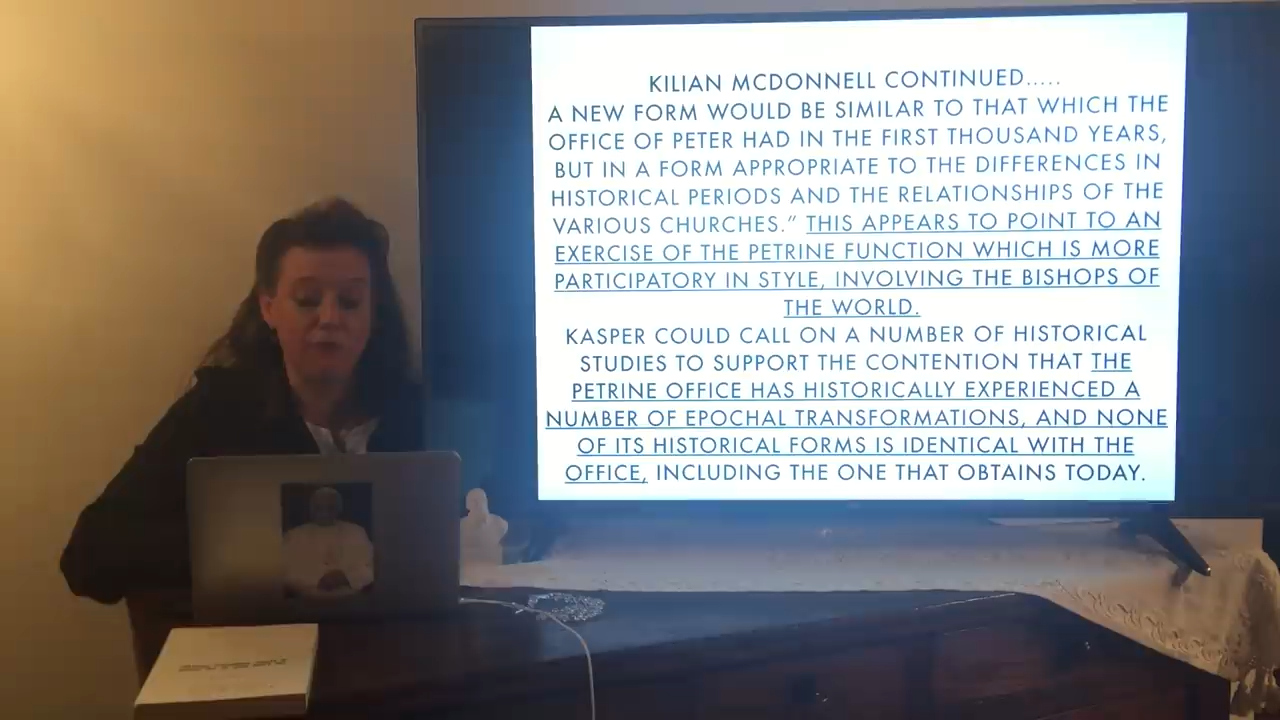 KILIAN MCDONNELL CONTINUED.....
A NEW FORM WOULD BE SIMILAR TO THAT WHICH THE
OFFICE OF PETER HAD IN THE FIRST THOUSAND YEARS,
BUT IN A FORM APPROPRIATE TO THE DIFFERENCES IN
HISTORICAL PERIODS AND THE RELATIONSHIPS OF THE
VARIOUS CHURCHES." THIS APPEARS TO POINT TO AN
EXERCISE OF THE PETRINE FUNCTION WHICH IS MORE
PARTICIPATORY IN STYLE, INVOLVING THE BISHOPS OF
THE WORLD.
KASPER COULD CALL ON A NUMBER OF HISTORICAL
STUDIES TO SUPPORT THE CONTENTION THAT THE
PETRINE OFFICE HAS HISTORICALLY EXPERIENCED A
NUMBER OF EPOCHAL TRANSFORMATIONS, AND NONE
OF ITS HISTORICAL FORMS IS IDENTICAL WITH THE
OFFICE, INCLUDING THE ONE THAT OBTAINS TODAY.